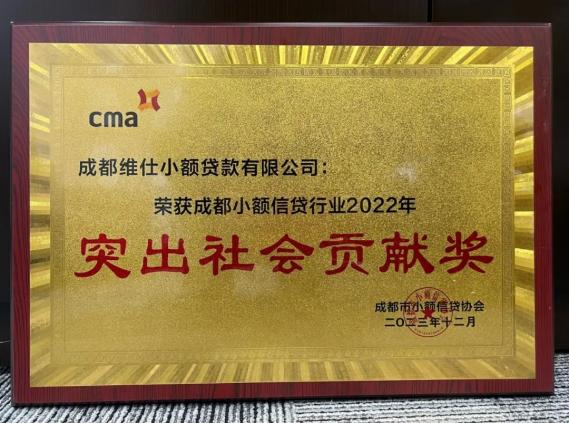 cma
成都维仕小额贷款有限公司：
荣获成都小额信贷行业2022年
突出社会贡献奖
成都市小额信贷协会
二〇二三年十二月